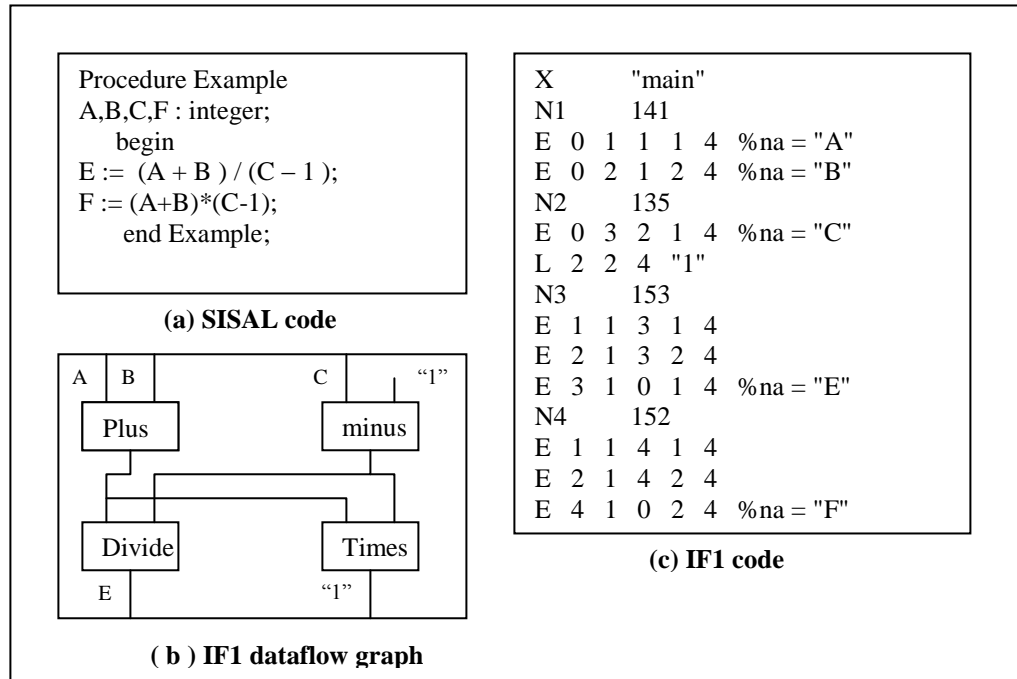 Procedure Example
A,B,C,F : integer;
begin
E := (A + B ) / (C – 1 );
F := (A+B)*(C-1);
end Example;
(a) SISAL code
A B C “1”
Plus minus
Divide Times
E “1”
( b ) IF1 dataflow graph
X "main"
N1 141
E 0 1 1 1 4 %na = "A"
E 0 2 1 2 4 %na = "B"
N2 135
E 0 3 2 1 4 %na = "C"
L 2 2 4 "1"
N3 153
E 1 1 3 1 4
E 2 1 3 2 4
E 3 1 0 1 4 %na = "E"
N4 152
E 1 1 4 1 4
E 2 1 4 2 4
E 4 1 0 2 4 %na = "F"
(c) IF1 code